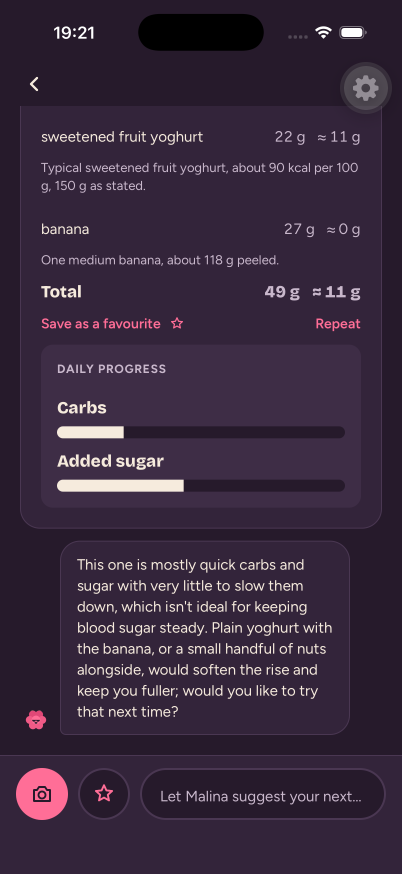 19:21
sweetened fruit yoghurt 22 g ≈ 11 g
Typical sweetened fruit yoghurt, about 90 kcal per 100
g, 150 g as stated.
banana 27 g ≈ 0 g
One medium banana, about 118 g peeled.
Total 49 g ≈ 11 g
Save as a favourite Repeat
DAILY PROGRESS
Carbs
Added sugar
This one is mostly quick carbs and
sugar with very little to slow them
down, which isn't ideal for keeping
blood sugar steady. Plain yoghurt with
the banana, or a small handful of nuts
alongside, would soften the rise and
keep you fuller; would you like to try
that next time?
Let Malina suggest your next...